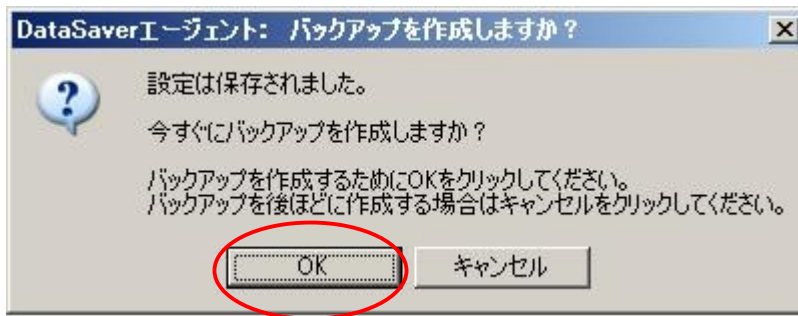 DataSaverエージェント: バックアップを作成しますか?
設定は保存されました。
今すぐにバックアップを作成しますか?
バックアップを作成するためにOKをクリックしてください。
バックアップを後ほどに作成する場合はキャンセルをクリックしてください。
OK
キャンセル